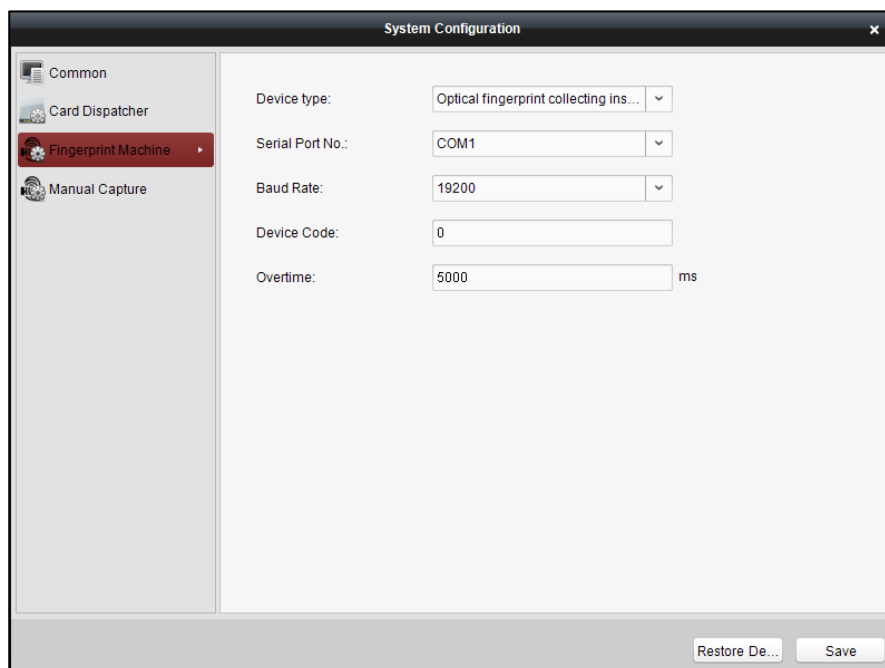 System Configuration
Common
Card Dispatcher
Fingerprint Machine
Manual Capture
Device type: Optical fingerprint collecting ins...
Serial Port No.: COM1
Baud Rate: 19200
Device Code: 0
Overtime: 5000 ms
Restore De... Save